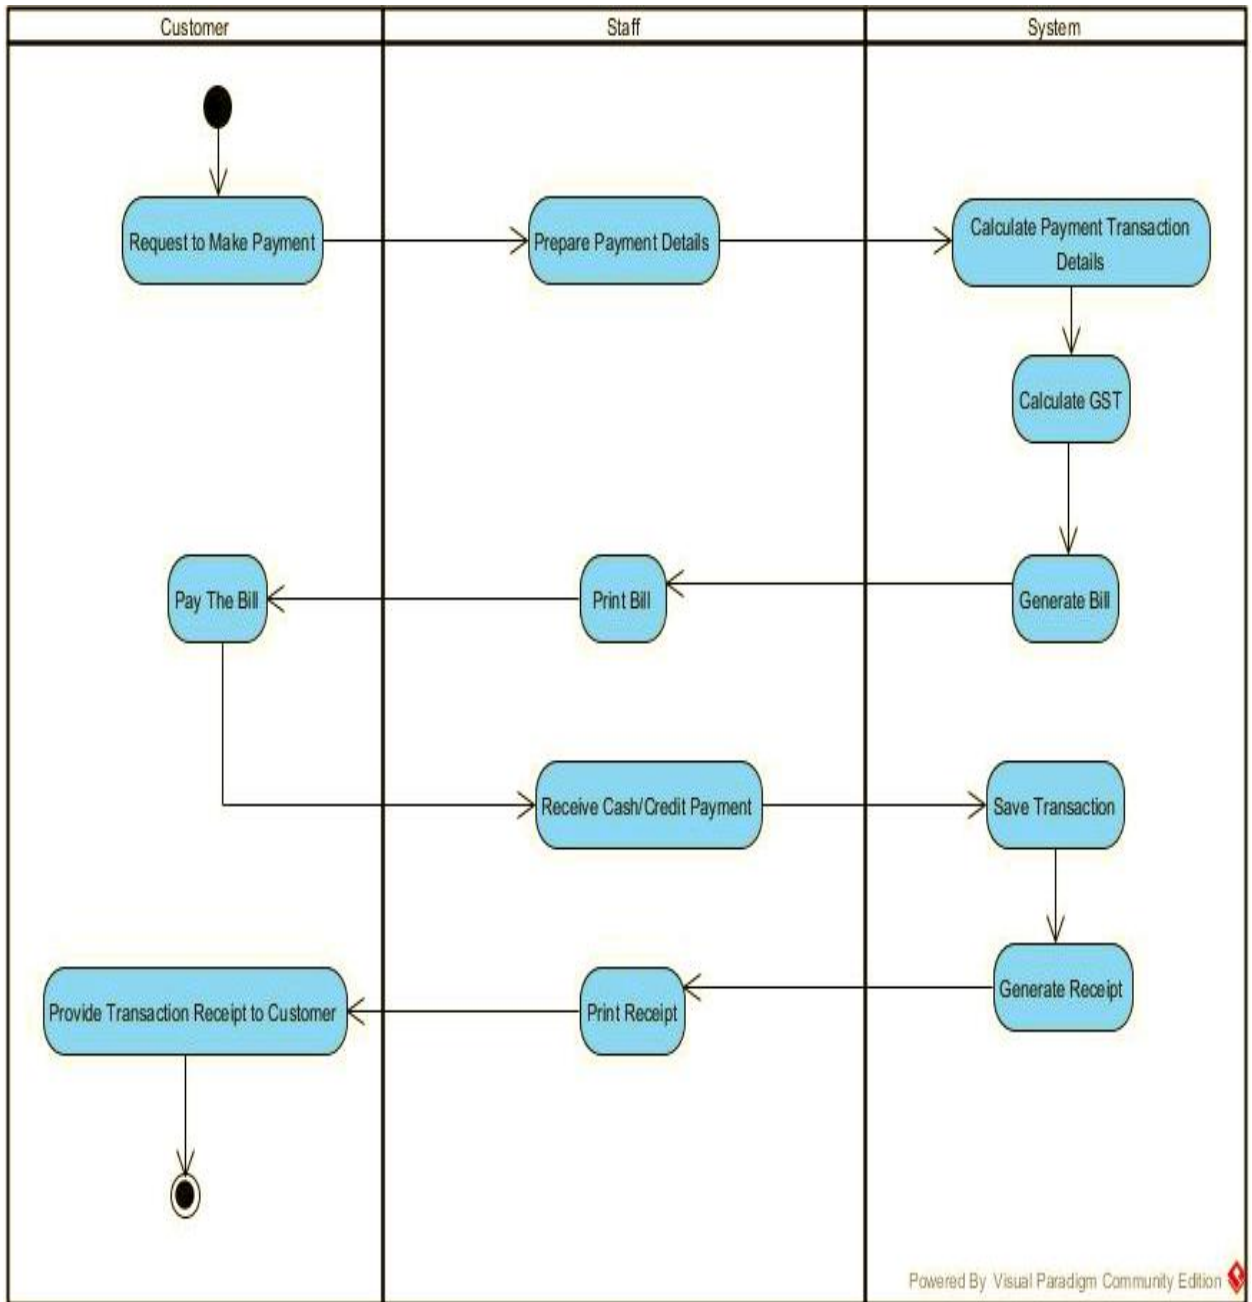 Customer
Staff
System
Request to Make Payment
Prepare Payment Details
Calculate Payment Transaction
Details
Calculate GST
Pay The Bill
Print Bill
Generate Bill
Receive Cash/Credit Payment
Save Transaction
Provide Transaction Receipt to Customer
Print Receipt
Generate Receipt
Powered By Visual Paradigm Community Edition